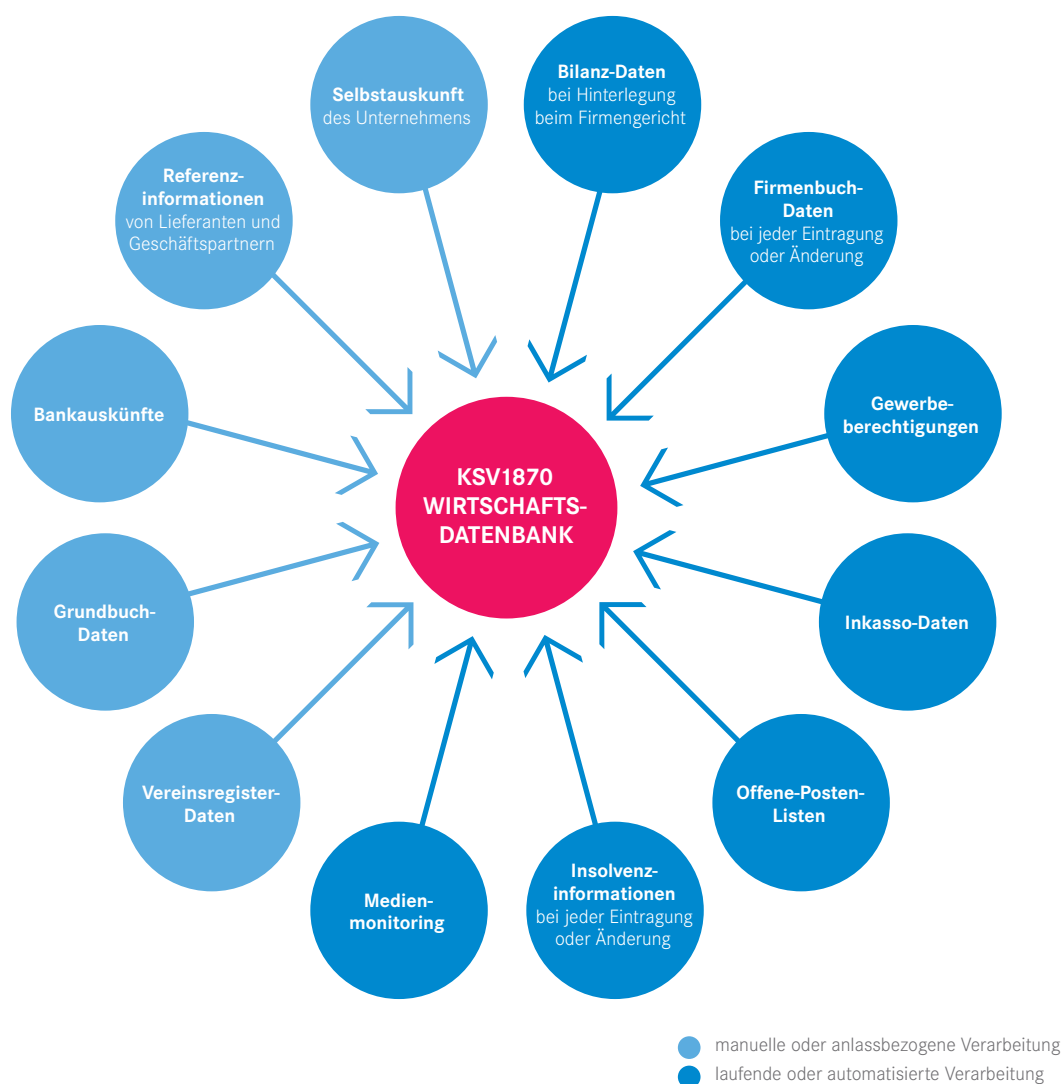 Selbstauskunft
des Unternehmens
Bilanz-Daten
bei Hinterlegung
beim Firmengericht
Referenz-
informationen
von Lieferanten und
Geschäftspartnern
Firmenbuch-
Daten
bei jeder Eintragung
oder Änderung
Bankauskünfte
Gewerbe-
berechtigungen
KSV1870
WIRTSCHAFTS-
DATENBANK
Grundbuch-
Daten
Inkasso-Daten
Vereinsregister-
Daten
Offene-Posten-
Listen
Medien-
monitoring
Insolvenz-
informationen
bei jeder Eintragung
oder Änderung
manuelle oder anlassbezogene Verarbeitung
laufende oder automatisierte Verarbeitung